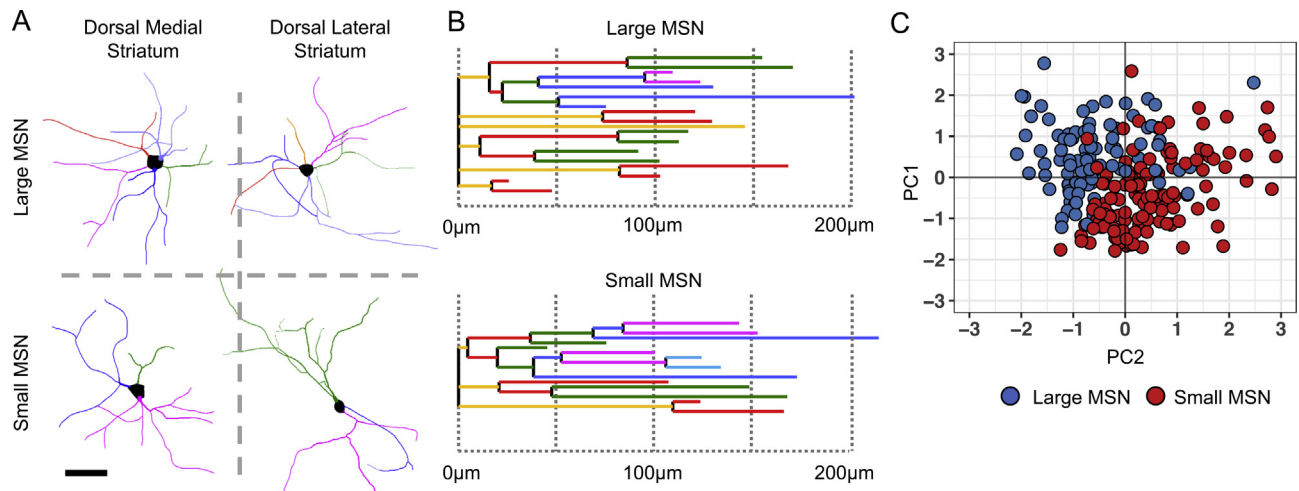 A
Dorsal Medial
Striatum
Dorsal Lateral
Striatum
Large MSN
Small MSN
B
Large MSN
0µm
100µm
200µm
Small MSN
0µm
100µm
200µm
C
3
2
1
0
−1
−2
−3
PC1
−3
−2
−1
0
1
2
3
PC2
Large MSN
Small MSN